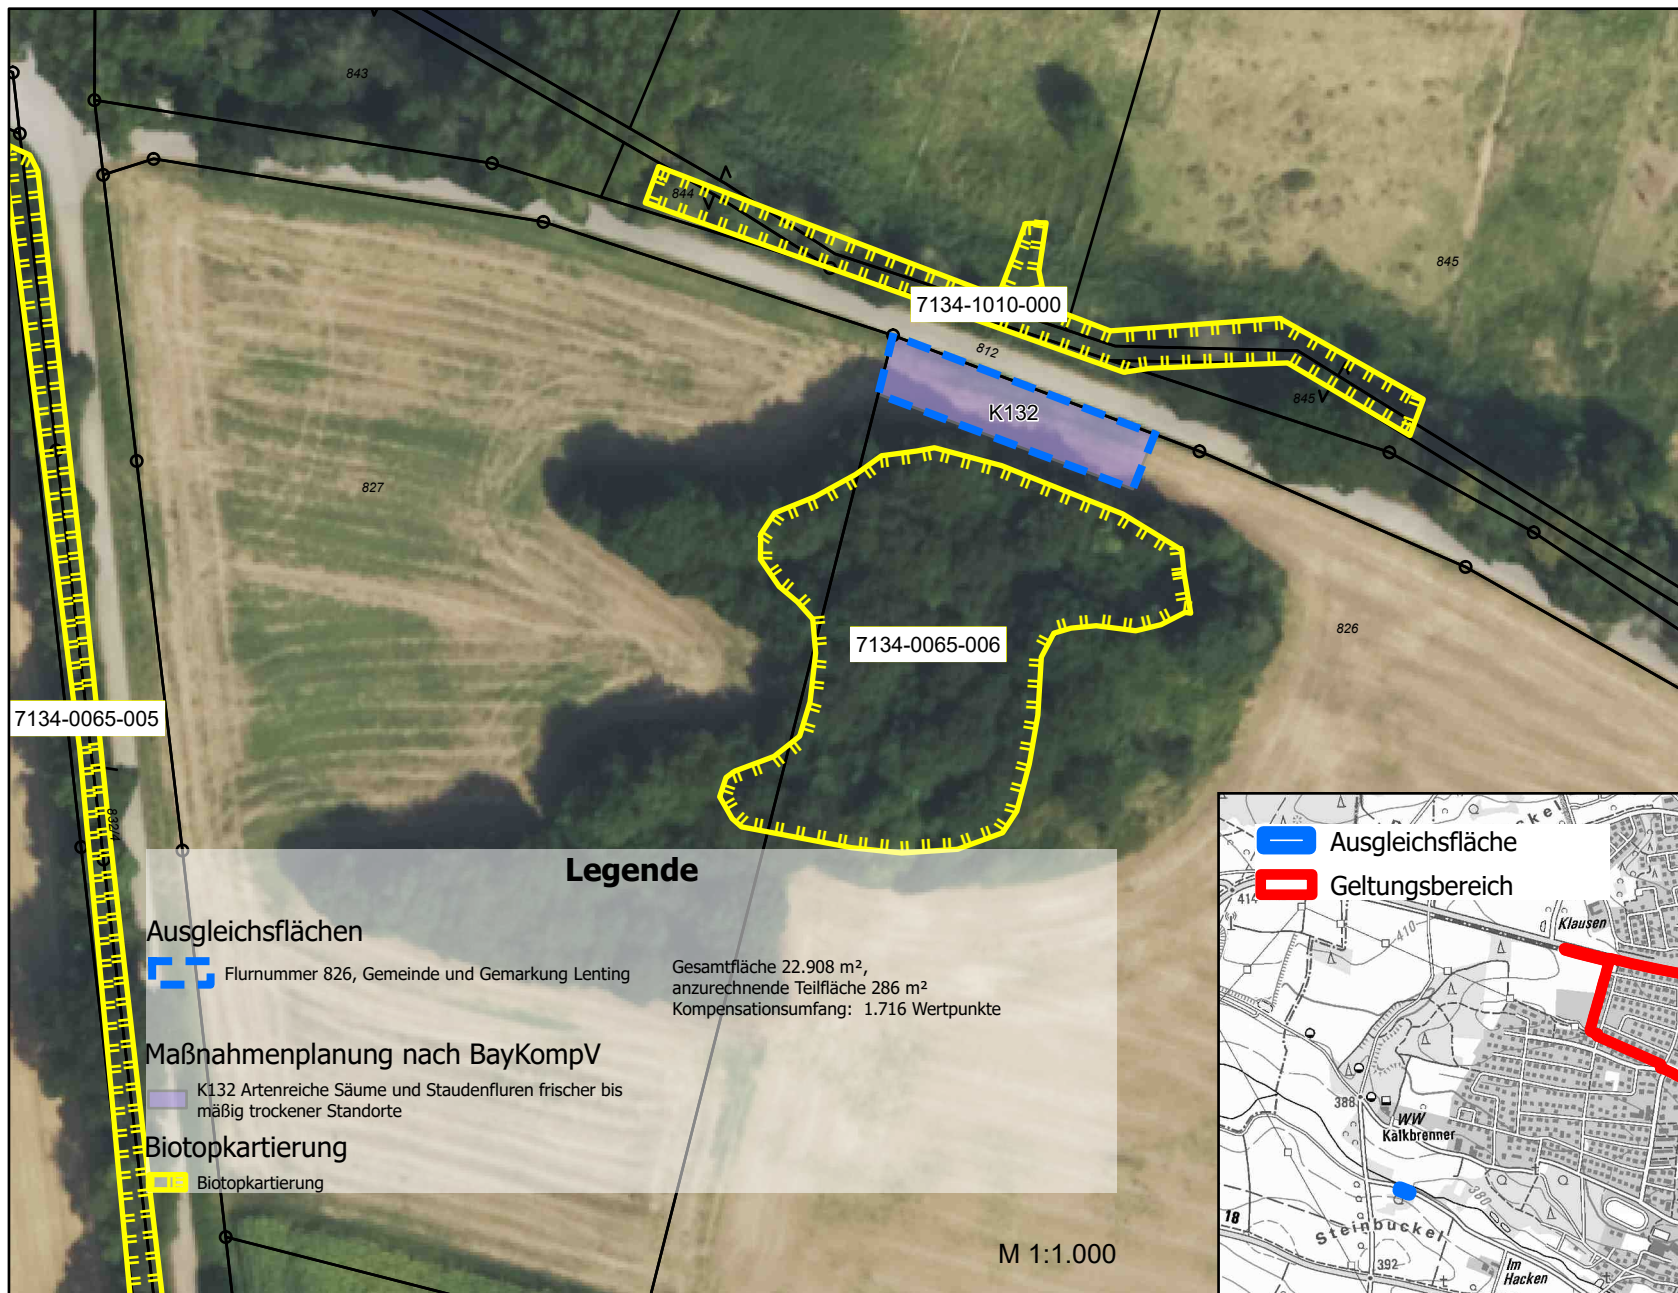 843
844
845
7134-1010-000
812
845
K132
827
826
7134-0065-006
7134-0065-005
832/4
Legende
Ausgleichsflächen
Flurnummer 826, Gemeinde und Gemarkung Lenting
Gesamtfläche 22.908 m²,
anzurechnende Teilfläche 286 m²
Kompensationsumfang: 1.716 Wertpunkte
Maßnahmenplanung nach BayKompV
K132 Artenreiche Säume und Staudenfluren frischer bis
mäßig trockener Standorte
Biotopkartierung
Biotopkartierung
M 1:1.000
Ausgleichsfläche
Geltungsbereich
414
410
Klausen
388
WW
Kalkbrenner
380
18
Steinbuckel
392
Im
Hacken